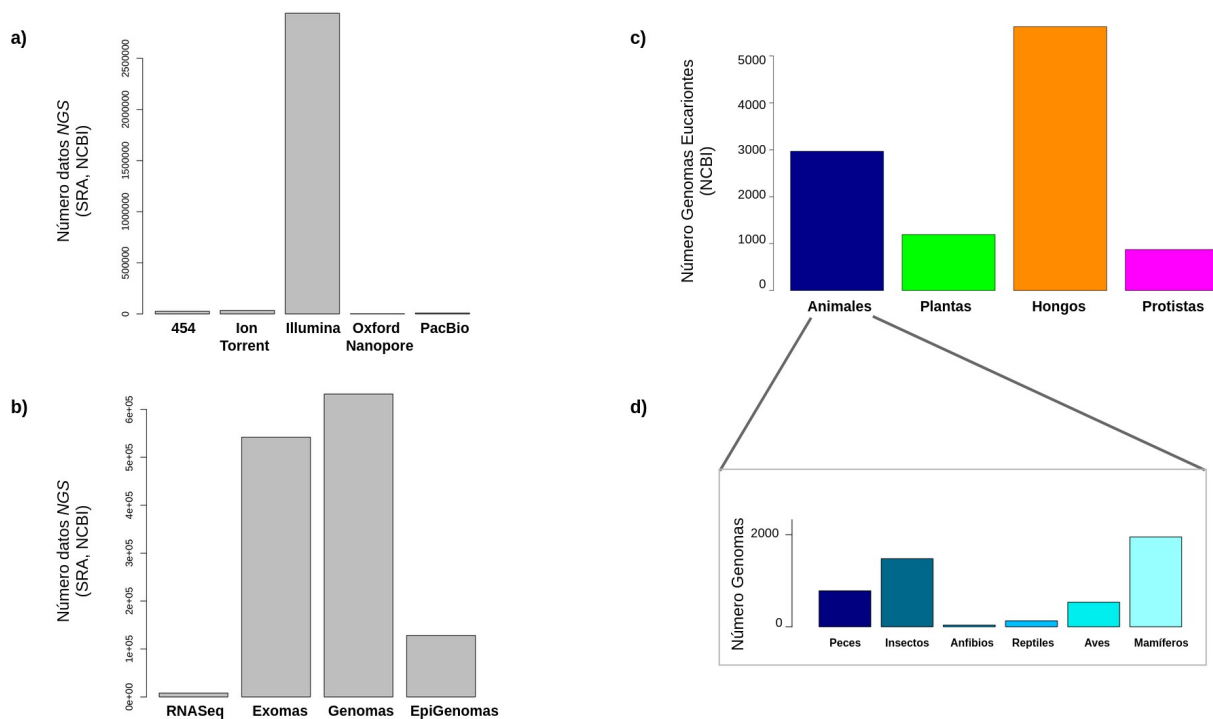 a)
Número datos NGS
(SRA, NCBI)
2500000
2000000
1500000
1000000
500000
0
454
Ion
Torrent
Illumina
Oxford
Nanopore
PacBio
b)
Número datos NGS
(SRA, NCBI)
6e+05
5e+05
4e+05
3e+05
2e+05
1e+05
0e+00
RNASeq
Exomas
Genomas
EpiGenomas
c)
Número Genomas Eucariontes
(NCBI)
5000
4000
3000
2000
1000
0
Animales
Plantas
Hongos
Protistas
d)
Número Genomas
2000
0
Peces
Insectos
Anfibios
Reptiles
Aves
Mamíferos